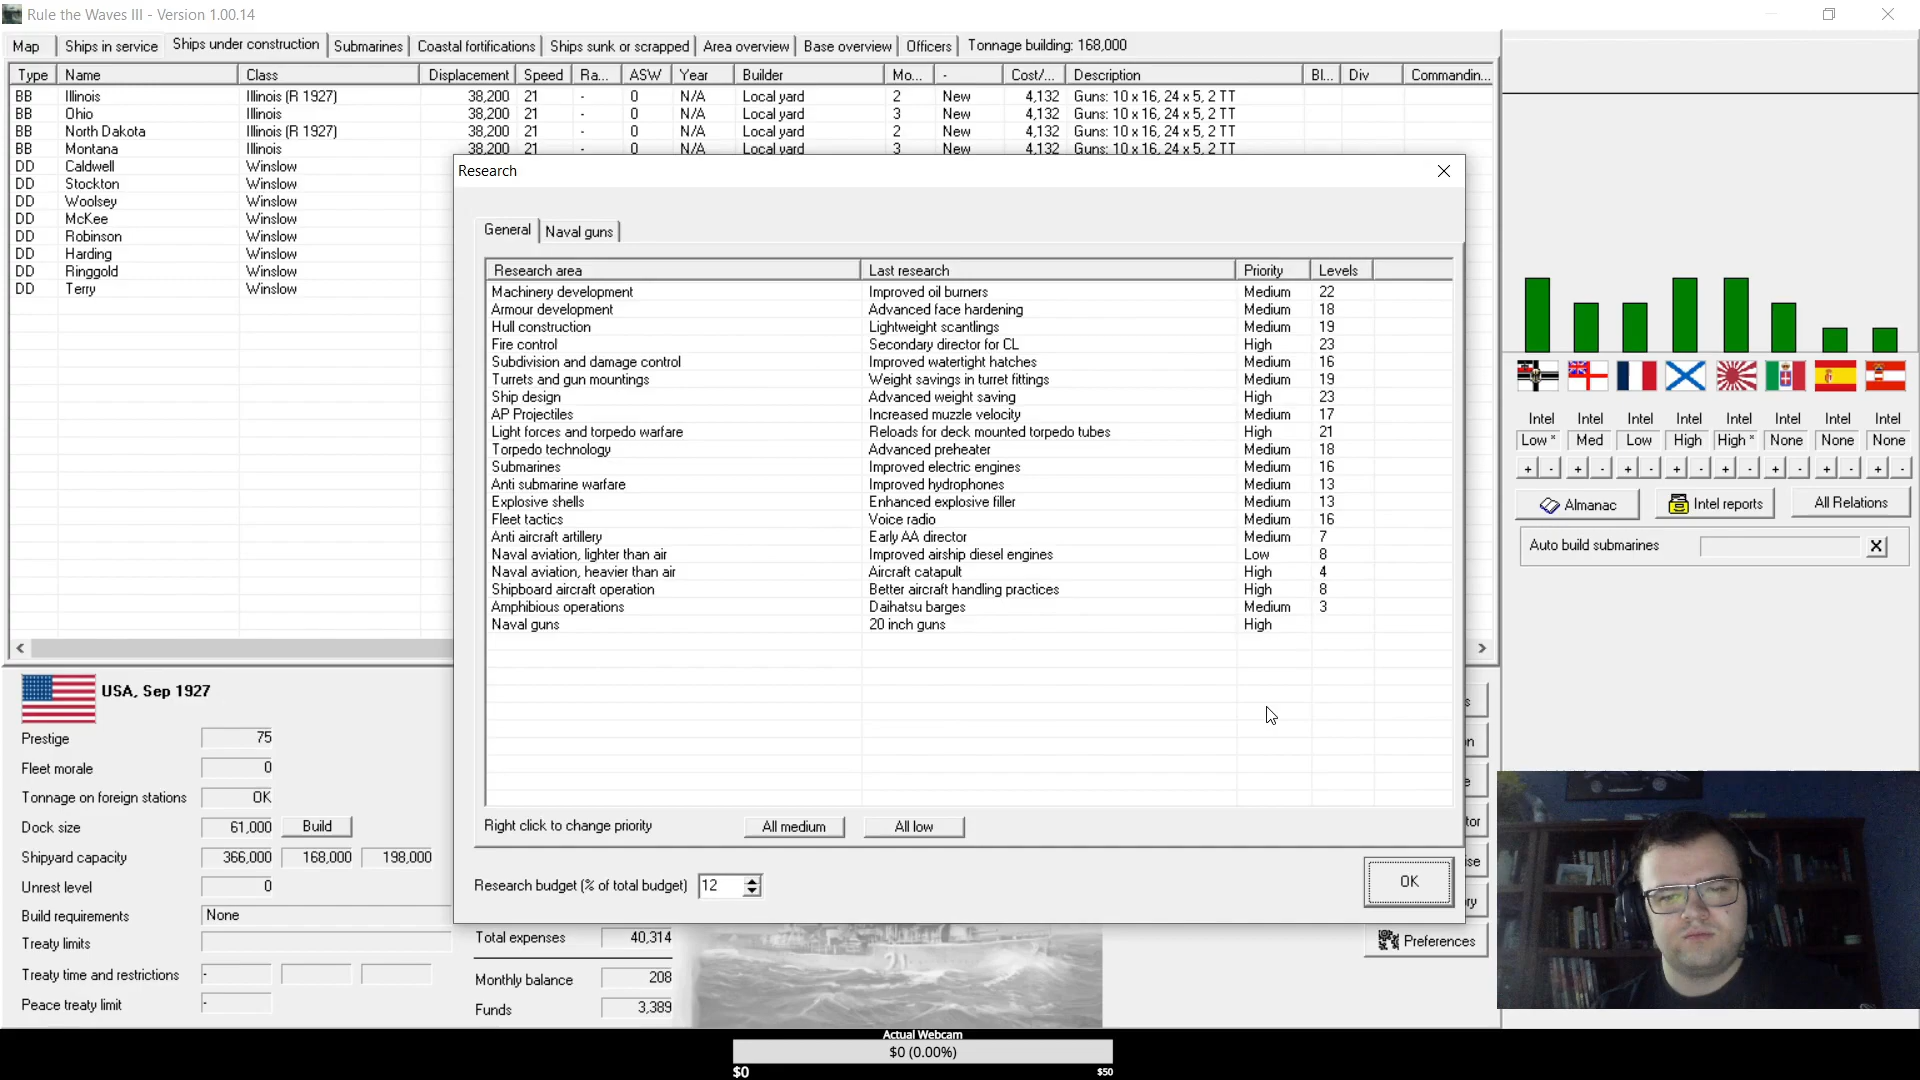 Rule the Waves III - Version 1.00.14
Map Ships in service Ships under construction Submarines Coastal fortifications Ships sunk or scrapped Area overview Base overview Officers Tonnage building: 168,000
Type Name Class Displacement Speed Ra... ASW Year Builder Mo... - Cost/... Description Bl... Div Commandin...
BB Illinois Illinois (R 1927) 38,200 21 - 0 N/A Local yard 2 New 4,132 Guns: 10 x 16, 24 x 5, 2 TT
BB Ohio Illinois 38,200 21 - 0 N/A Local yard 3 New 4,132 Guns: 10 x 16, 24 x 5, 2 TT
BB North Dakota Illinois (R 1927) 38,200 21 - 0 N/A Local yard 2 New 4,132 Guns: 10 x 16, 24 x 5, 2 TT
BB Montana Illinois 38,200 21 - 0 N/A Local yard 3 New 4,132 Guns: 10 x 16, 24 x 5, 2 TT
DD Caldwell Winslow
DD Stockton Winslow
DD Woolsey Winslow
DD McKee Winslow
DD Robinson Winslow
DD Harding Winslow
DD Ringgold Winslow
DD Terry Winslow
Research
General Naval guns
Research area Last research Priority Levels
Machinery development Improved oil burners Medium 22
Armour development Advanced face hardening Medium 18
Hull construction Lightweight scantlings Medium 19
Fire control Secondary director for CL High 23
Subdivision and damage control Improved watertight hatches Medium 16
Turrets and gun mountings Weight savings in turret fittings Medium 19
Ship design Advanced weight saving High 23
AP Projectiles Increased muzzle velocity Medium 17
Light forces and torpedo warfare Reloads for deck mounted torpedo tubes High 21
Torpedo technology Advanced preheater Medium 18
Submarines Improved electric engines Medium 16
Anti submarine warfare Improved hydrophones Medium 13
Explosive shells Enhanced explosive filler Medium 13
Fleet tactics Voice radio Medium 16
Anti aircraft artillery Early AA director Medium 7
Naval aviation, lighter than air Improved airship diesel engines Low 8
Naval aviation, heavier than air Aircraft catapult High 4
Shipboard aircraft operation Better aircraft handling practices High 8
Amphibious operations Daihatsu barges Medium 3
Naval guns 20 inch guns High
Right click to change priority All medium All low
Research budget (% of total budget) 12 OK
Intel Intel Intel Intel Intel Intel Intel Intel
Low * Med Low High High * None None None
+ - + - + - + - + - + - + - + -
Almanac Intel reports All Relations
Auto build submarines X
USA, Sep 1927
Prestige 75
Fleet morale 0
Tonnage on foreign stations OK
Dock size 61,000 Build
Shipyard capacity 366,000 168,000 198,000
Unrest level 0
Build requirements None
Treaty limits
Treaty time and restrictions -
Peace treaty limit -
Total expenses 40,314
Monthly balance 208
Funds 3,389
s
n
e
tor
ise
ry
Preferences
Actual Webcam
$0 (0.00%)
$0 $50